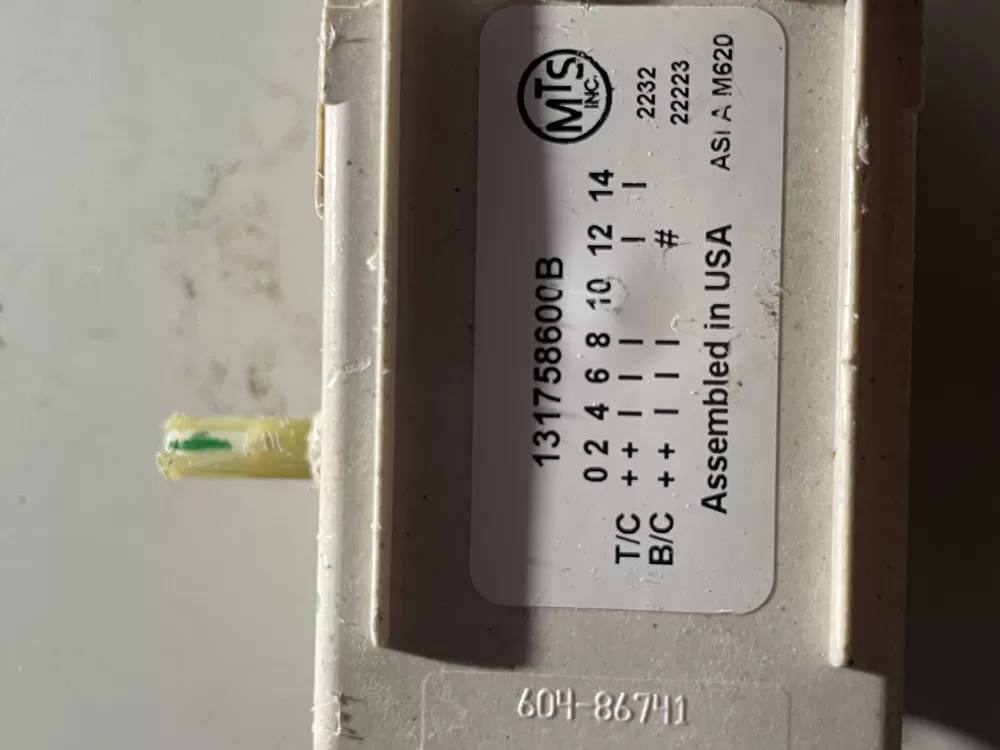 MTS
INC.
2232
22223
ASI A M620
131758600B
0 2 4 6 8 10 12 14
T/C + + | | | | |
B/C + + | | | #
Assembled in USA
604-86741